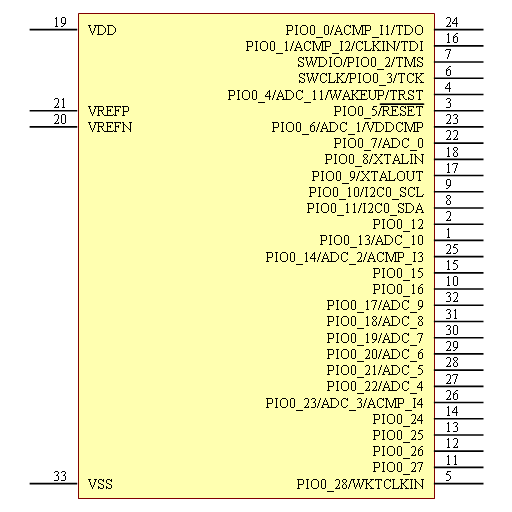 19 VDD PIO0_0/ACMP_I1/TDO 24
PIO0_1/ACMP_I2/CLKIN/TDI 16
SWDIO/PIO0_2/TMS 7
SWCLK/PIO0_3/TCK 6
PIO0_4/ADC_11/WAKEUP/TRST 4
21 VREFP PIO0_5/RESET 3
20 VREFN PIO0_6/ADC_1/VDDCMP 23
PIO0_7/ADC_0 22
PIO0_8/XTALIN 18
PIO0_9/XTALOUT 17
PIO0_10/I2C0_SCL 9
PIO0_11/I2C0_SDA 8
PIO0_12 2
PIO0_13/ADC_10 1
PIO0_14/ADC_2/ACMP_I3 25
PIO0_15 15
PIO0_16 10
PIO0_17/ADC_9 32
PIO0_18/ADC_8 31
PIO0_19/ADC_7 30
PIO0_20/ADC_6 29
PIO0_21/ADC_5 28
PIO0_22/ADC_4 27
PIO0_23/ADC_3/ACMP_I4 26
PIO0_24 14
PIO0_25 13
PIO0_26 12
PIO0_27 11
33 VSS PIO0_28/WKTCLKIN 5